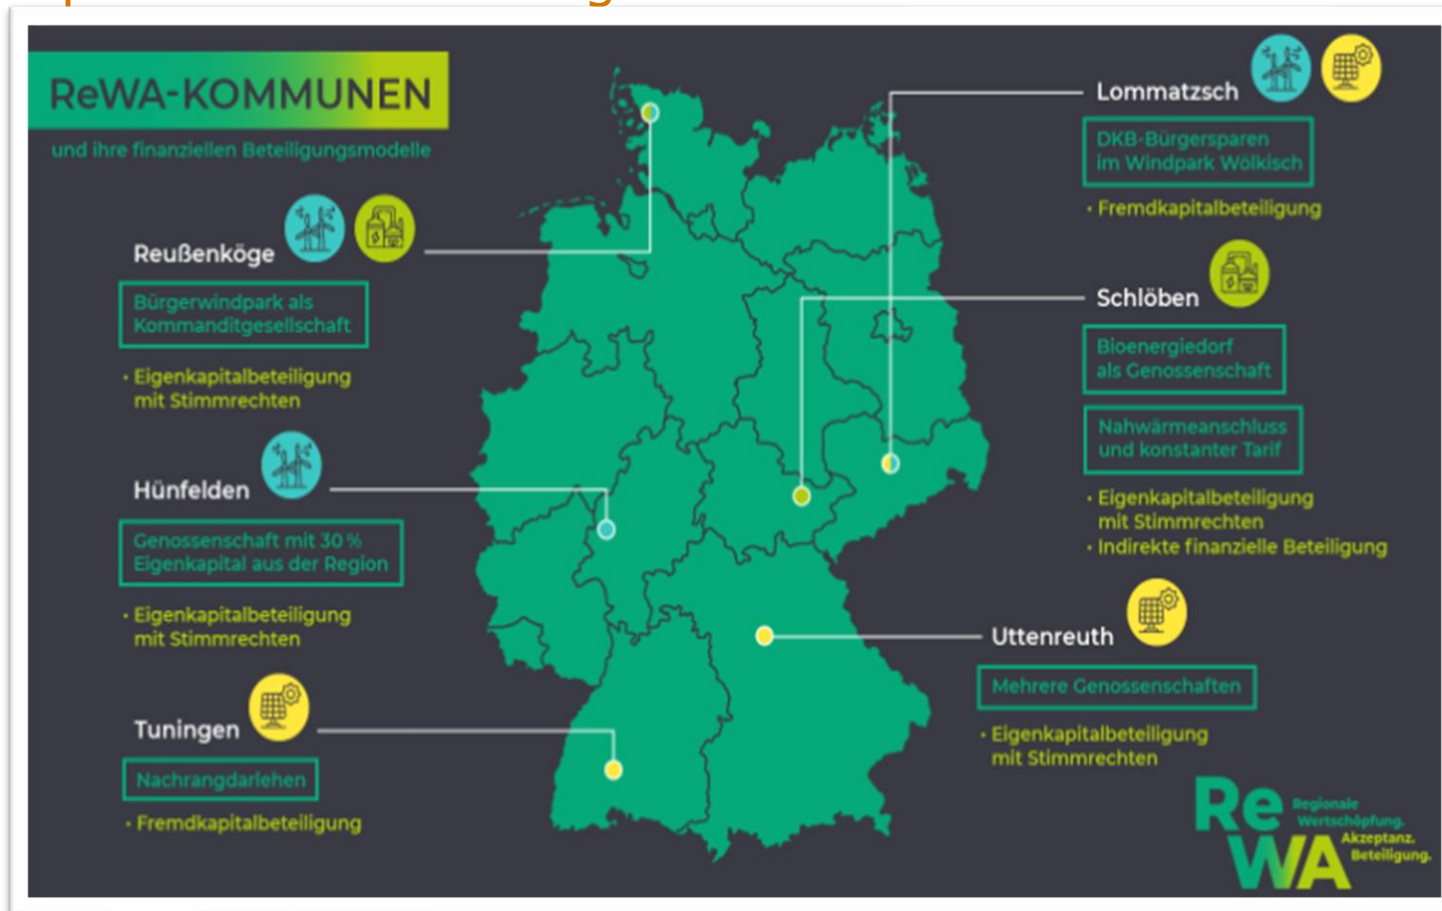 ReWA-KOMMUNEN
und ihre finanziellen Beteiligungsmodelle
Reußenköge
Bürgerwindpark als
Kommanditgesellschaft
• Eigenkapitalbeteiligung
mit Stimmrechten
Hünfelden
Genossenschaft mit 30 %
Eigenkapital aus der Region
• Eigenkapitalbeteiligung
mit Stimmrechten
Tuningen
Nachrangdarlehen
• Fremdkapitalbeteiligung
Lommatzsch
DKB-Bürgersparen
im Windpark Wölkisch
• Fremdkapitalbeteiligung
Schlöben
Bioenergiedorf
als Genossenschaft
Nahwärmeanschluss
und konstanter Tarif
• Eigenkapitalbeteiligung
mit Stimmrechten
• Indirekte finanzielle Beteiligung
Uttenreuth
Mehrere Genossenschaften
• Eigenkapitalbeteiligung
mit Stimmrechten
ReWA
Regionale
Wertschöpfung.
Akzeptanz.
Beteiligung.